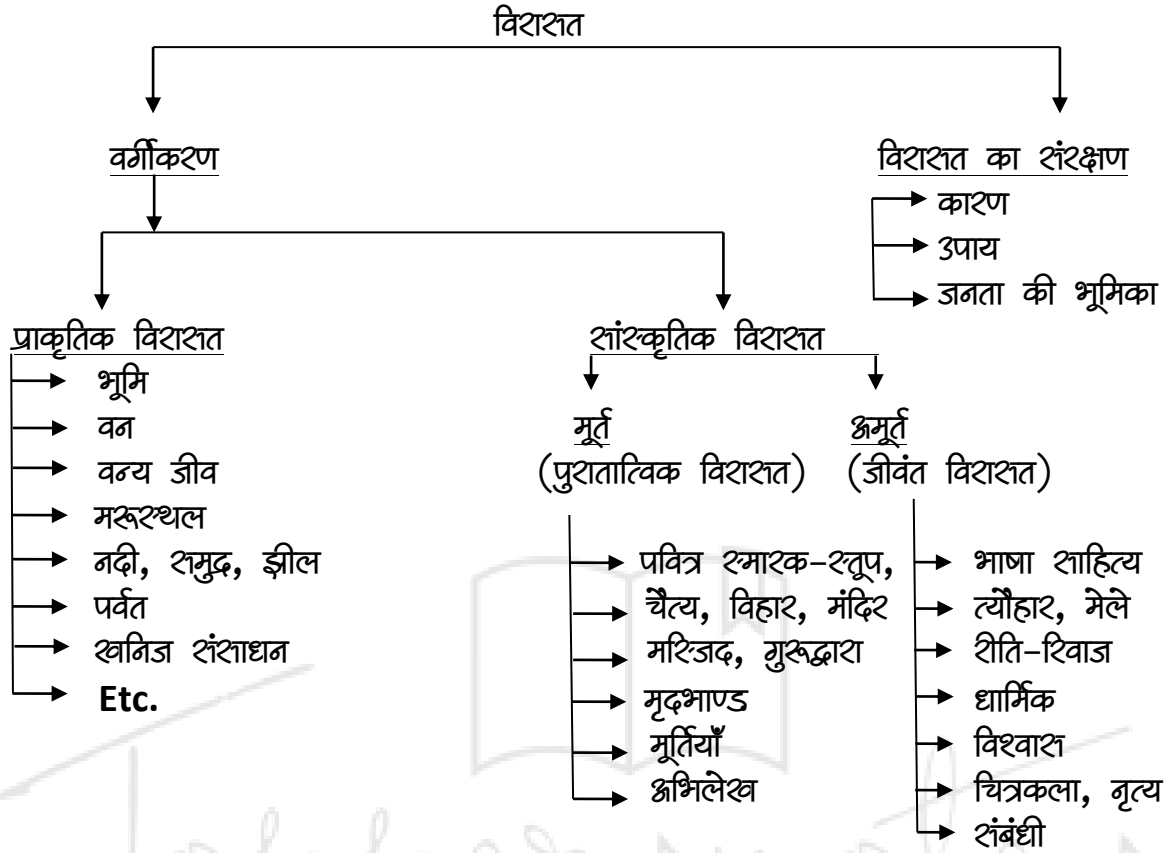 विरासत
वर्गीकरण
विरासत का संरक्षण
कारण
उपाय
जनता की भूमिका
प्राकृतिक विरासत
भूमि
वन
वन्य जीव
मरूस्थल
नदी, समुद्र, झील
पर्वत
खनिज संसाधन
Etc.
सांस्कृतिक विरासत
मूर्त
(पुरातात्विक विरासत)
पवित्र स्मारक-स्तूप,
चैत्य, विहार, मंदिर
मस्जिद, गुरूद्वारा
मृदभाण्ड
मूर्तियाँ
अभिलेख
अमूर्त
(जीवंत विरासत)
भाषा साहित्य
त्यौहार, मेले
रीति-रिवाज
धार्मिक
विश्वास
चित्रकला, नृत्य
संबंधी